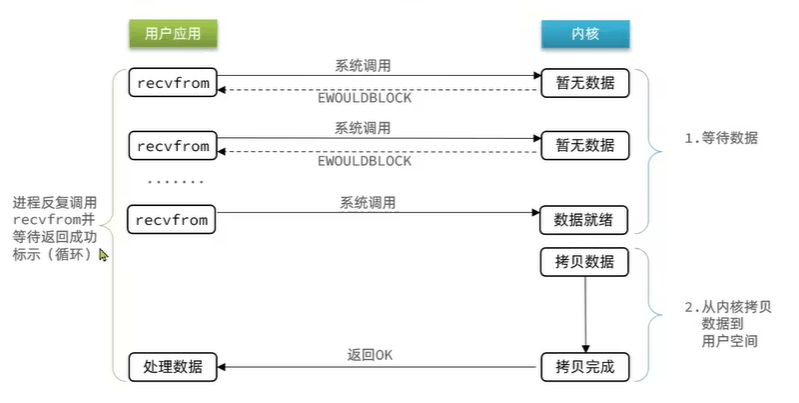 用户应用
内核
recvfrom
系统调用
暂无数据
EWOULDBLOCK
recvfrom
系统调用
暂无数据
EWOULDBLOCK
1.等待数据
.......
进程反复调用
recvfrom并
等待返回成功
标示（循环）
recvfrom
系统调用
数据就绪
拷贝数据
2.从内核拷贝
数据到
用户空间
处理数据
返回OK
拷贝完成